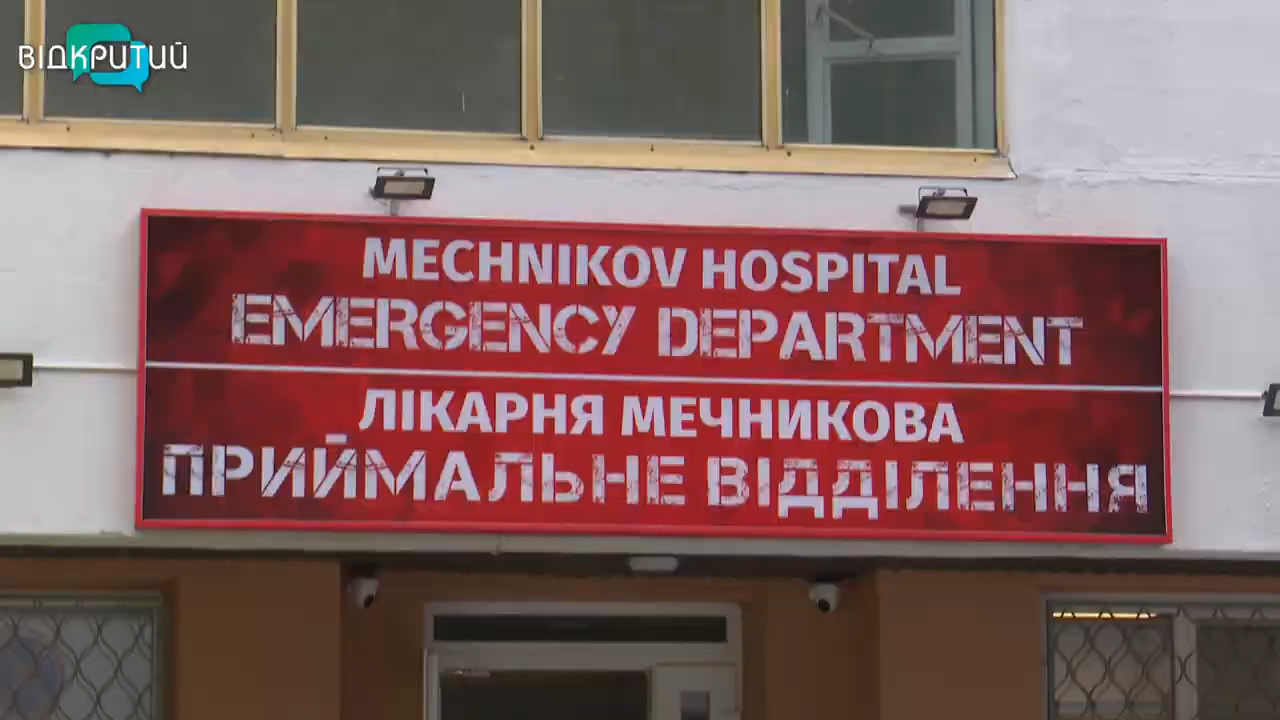 ВІДКРИТИЙ
MECHNIKOV HOSPITAL
EMERGENCY DEPARTMENT
ЛІКАРНЯ МЕЧНИКОВА
ПРИЙМАЛЬНЕ ВІДДІЛЕННЯ